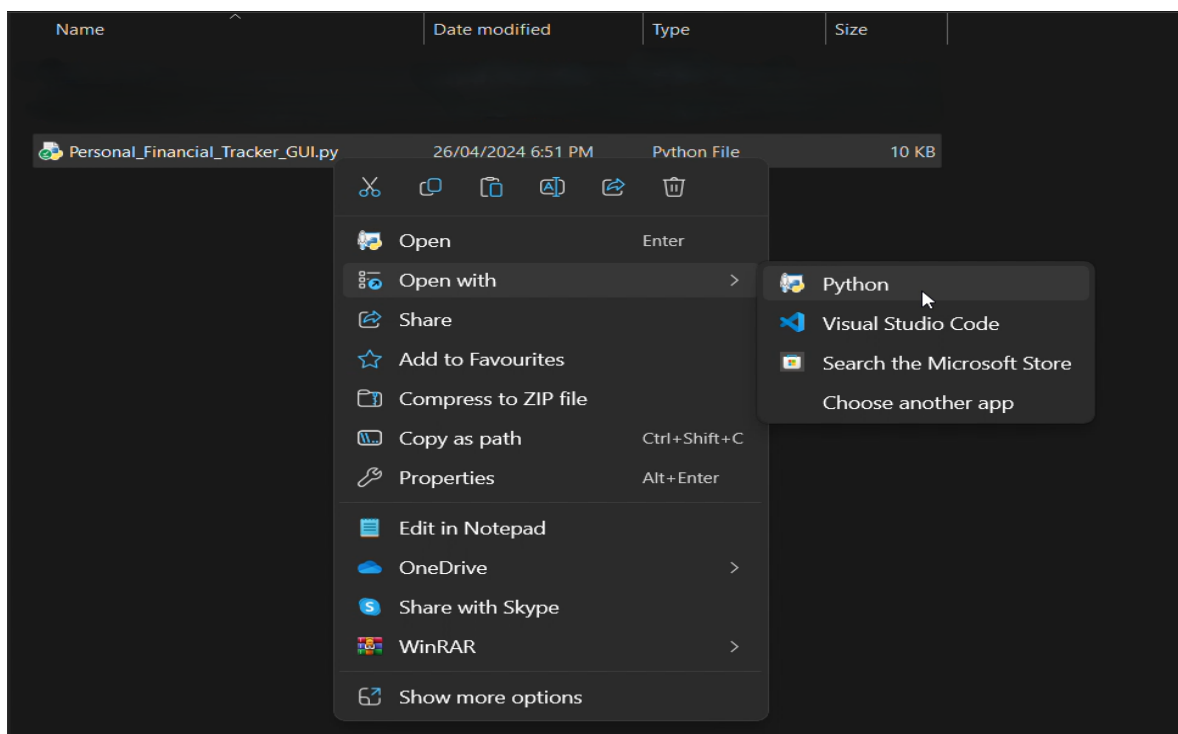 Name Date modified Type Size
Personal_Financial_Tracker_GUI.py 26/04/2024 6:51 PM Python File 10 KB
Open Enter
Open with
Python
Visual Studio Code
Search the Microsoft Store
Choose another app
Share
Add to Favourites
Compress to ZIP file
Copy as path Ctrl+Shift+C
Properties Alt+Enter
Edit in Notepad
OneDrive
Share with Skype
WinRAR
Show more options